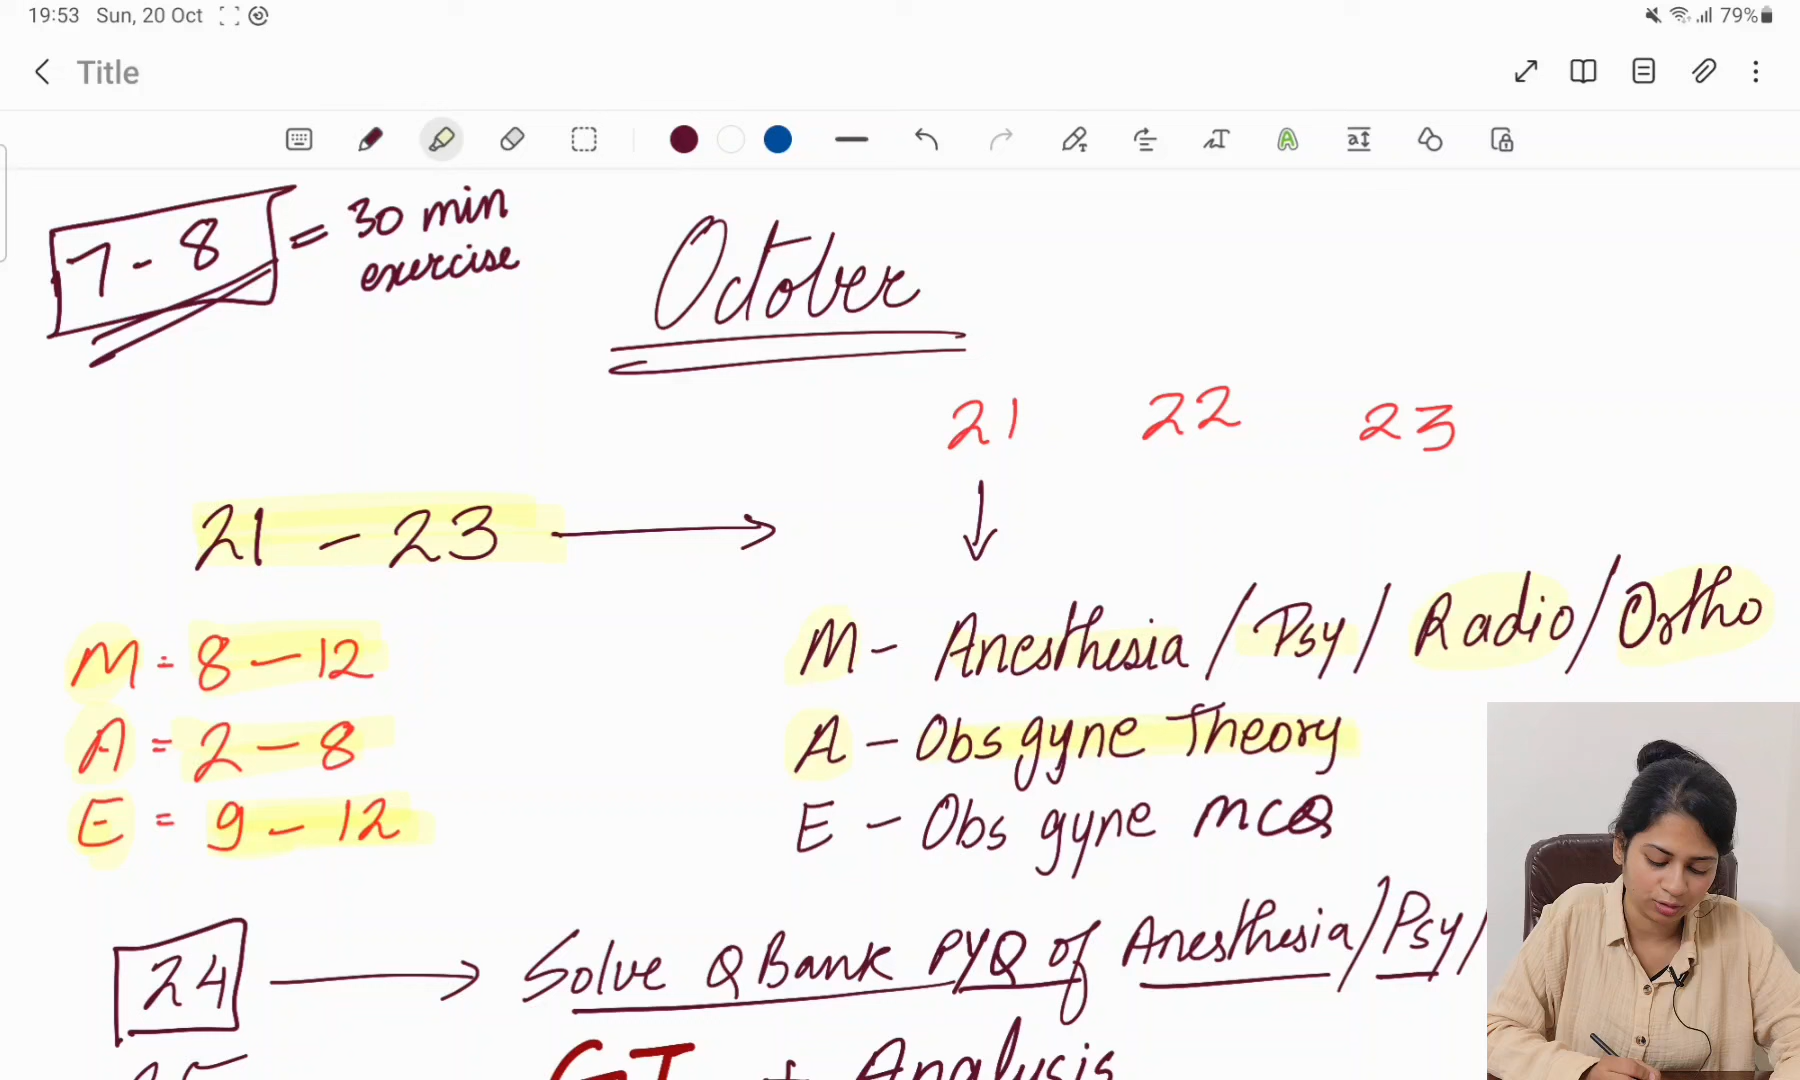 19:53 Sun, 20 Oct 79%
Title
7 - 8 = 30 min
exercise
October
21 22 23
21 - 23
M = 8 - 12
A = 2 - 8
E = 9 - 12
M - Anesthesia / Psy / Radio / Ortho
A - Obs gyne Theory
E - Obs gyne MCQ
24 → Solve Q Bank PYQ of Anesthesia / Psy /
GT + Analysis